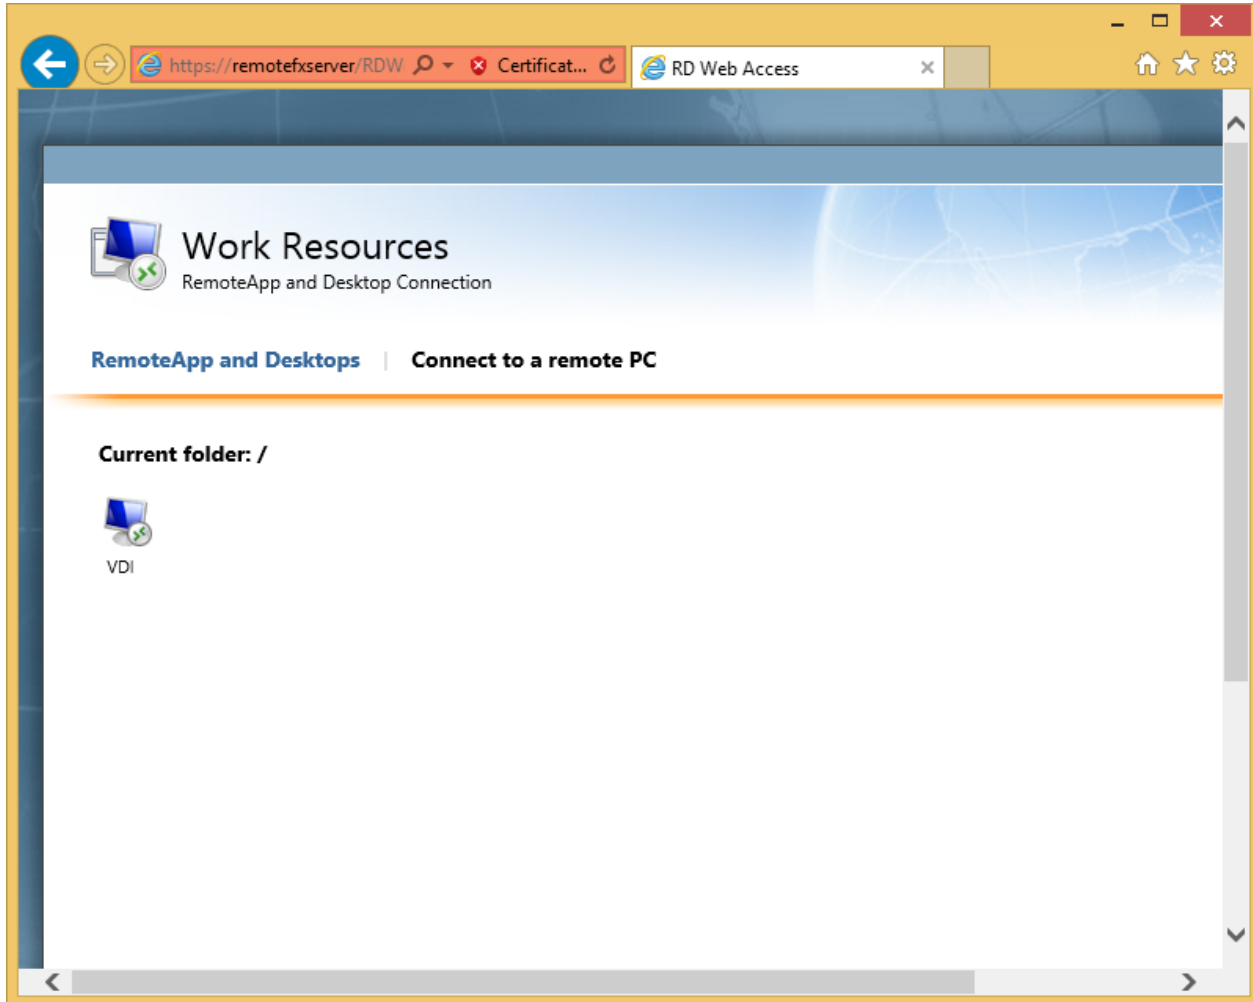 https://remotefxserver/RDW Certificat... RD Web Access
Work Resources
RemoteApp and Desktop Connection
RemoteApp and Desktops | Connect to a remote PC
Current folder: /
VDI